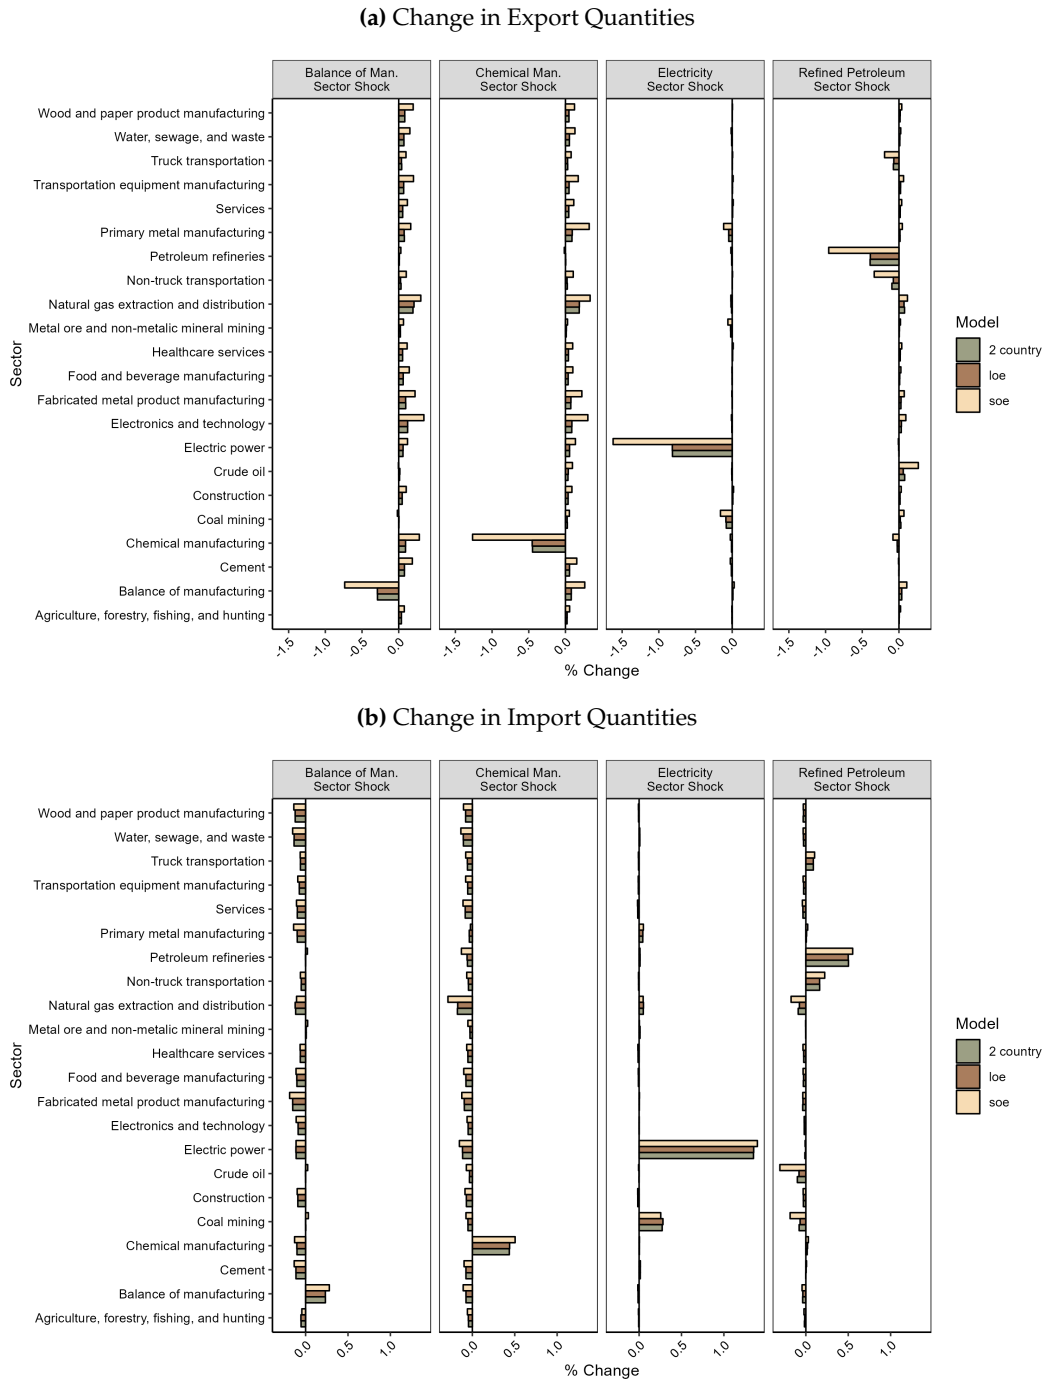 (a) Change in Export Quantities
Balance of Man.
Sector Shock
Chemical Man.
Sector Shock
Electricity
Sector Shock
Refined Petroleum
Sector Shock
Sector
Wood and paper product manufacturing
Water, sewage, and waste
Truck transportation
Transportation equipment manufacturing
Services
Primary metal manufacturing
Petroleum refineries
Non-truck transportation
Natural gas extraction and distribution
Metal ore and non-metalic mineral mining
Healthcare services
Food and beverage manufacturing
Fabricated metal product manufacturing
Electronics and technology
Electric power
Crude oil
Construction
Coal mining
Chemical manufacturing
Cement
Balance of manufacturing
Agriculture, forestry, fishing, and hunting
-1.5 -1.0 -0.5 0.0 -1.5 -1.0 -0.5 0.0 -1.5 -1.0 -0.5 0.0 -1.5 -1.0 -0.5 0.0
% Change
Model
2 country
loe
soe
(b) Change in Import Quantities
Balance of Man.
Sector Shock
Chemical Man.
Sector Shock
Electricity
Sector Shock
Refined Petroleum
Sector Shock
Sector
Wood and paper product manufacturing
Water, sewage, and waste
Truck transportation
Transportation equipment manufacturing
Services
Primary metal manufacturing
Petroleum refineries
Non-truck transportation
Natural gas extraction and distribution
Metal ore and non-metalic mineral mining
Healthcare services
Food and beverage manufacturing
Fabricated metal product manufacturing
Electronics and technology
Electric power
Crude oil
Construction
Coal mining
Chemical manufacturing
Cement
Balance of manufacturing
Agriculture, forestry, fishing, and hunting
0.0 0.5 1.0 0.0 0.5 1.0 0.0 0.5 1.0 0.0 0.5 1.0
% Change
Model
2 country
loe
soe